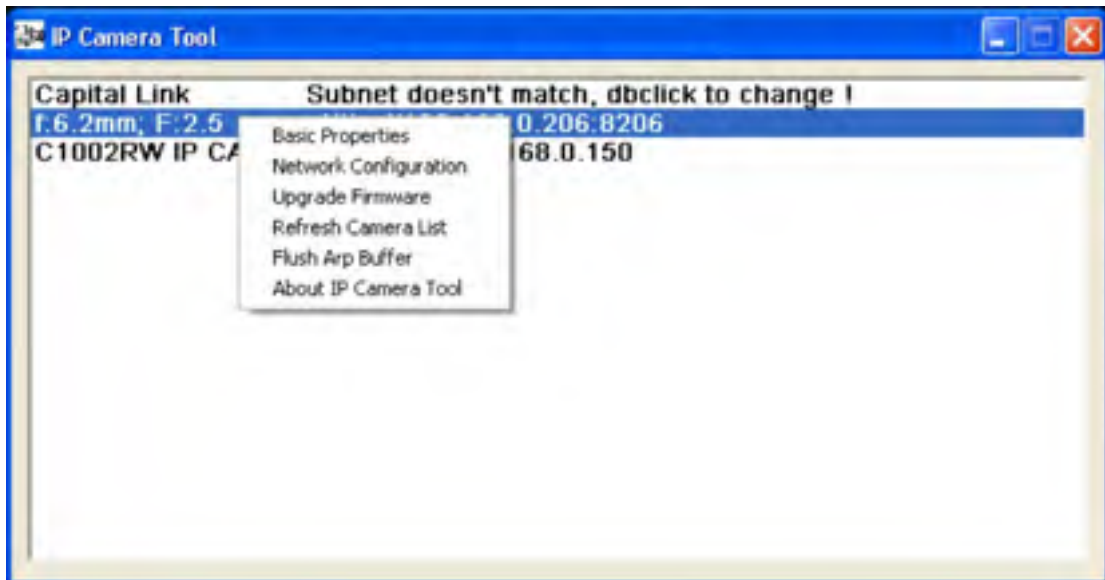 IP Camera Tool
Capital Link Subnet doesn't match, dbclick to change !
f:6.2mm; F:2.5 0.206:8206
C1002RW IP CA 168.0.150
Basic Properties
Network Configuration
Upgrade Firmware
Refresh Camera List
Flush Arp Buffer
About IP Camera Tool